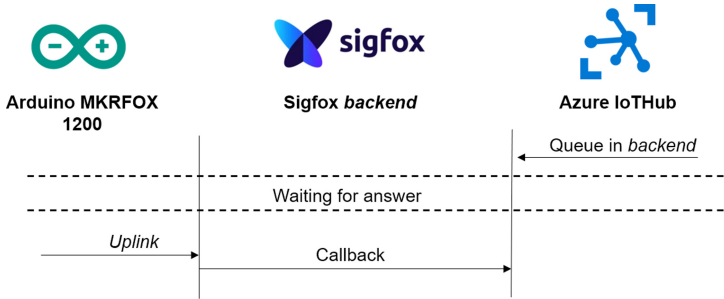 sigfox
Arduino MKRFOX
1200
Sigfox backend
Azure IoTHub
Queue in backend
Waiting for answer
Uplink
Callback